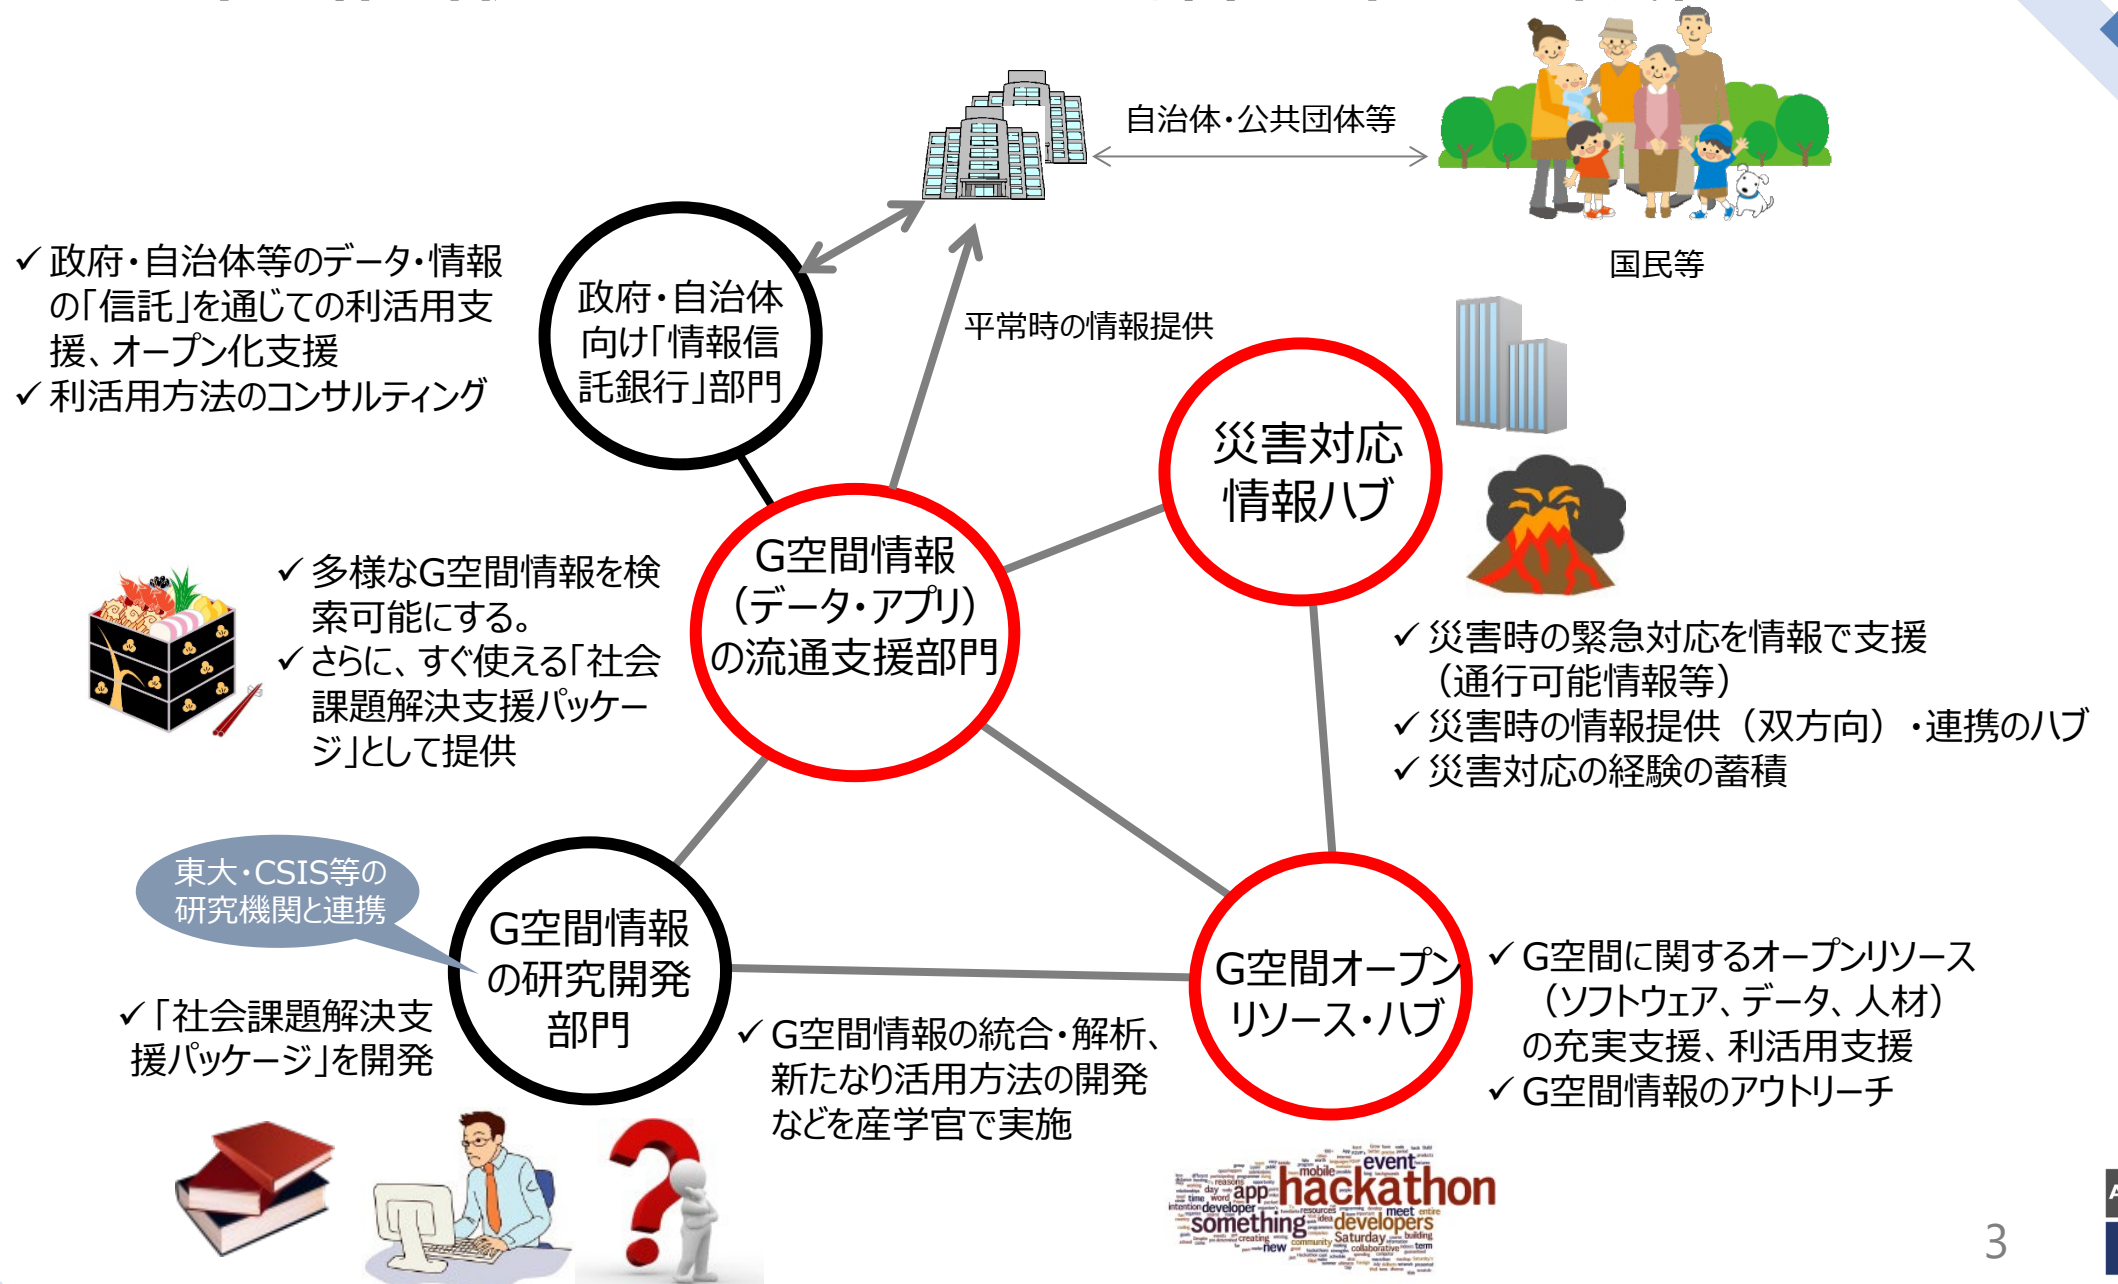 自治体・公共団体等
国民等
✓政府・自治体等のデータ・情報
の「信託」を通じての利活用支
援、オープン化支援
✓利活用方法のコンサルティング
政府・自治体
向け「情報信
託銀行」部門
平常時の情報提供
災害対応
情報ハブ
G空間情報
（データ・アプリ）
の流通支援部門
✓多様なG空間情報を検
索可能にする。
✓さらに、すぐ使える「社会
課題解決支援パッケー
ジ」として提供
✓災害時の緊急対応を情報で支援
（通行可能情報等）
✓災害時の情報提供（双方向）・連携のハブ
✓災害対応の経験の蓄積
東大・CSIS等の
研究機関と連携
G空間情報
の研究開発
部門
✓「社会課題解決支
援パッケージ」を開発
✓G空間情報の統合・解析、
新たなり活用方法の開発
などを産学官で実施
G空間オープン
リソース・ハブ
✓G空間に関するオープンリソース
（ソフトウェア、データ、人材）
の充実支援、利活用支援
✓G空間情報のアウトリーチ
event
mobile
app hackathon
day
time word
developer
resources
meet entire
something
idea
developers
Saturday building
creating
community
new
collaborative term
3